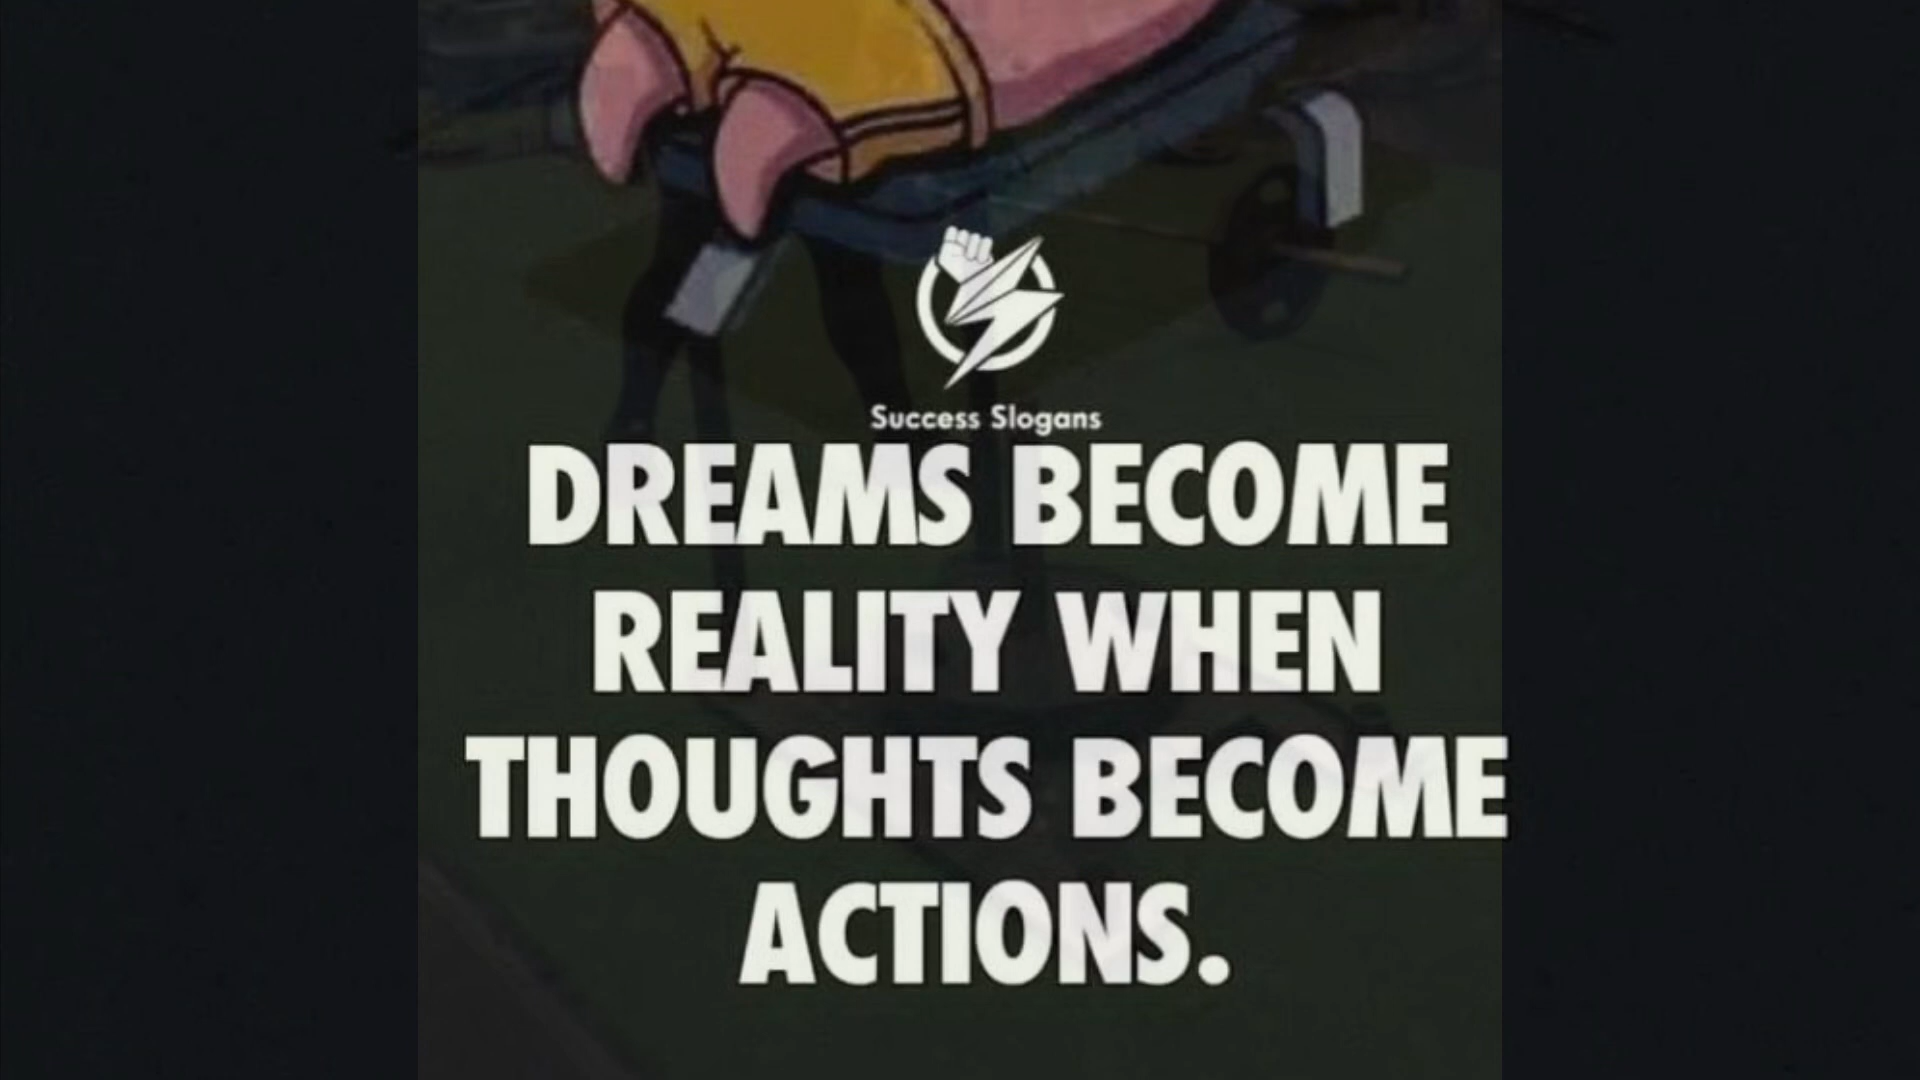 Success Slogans
DREAMS BECOME
REALITY WHEN
THOUGHTS BECOME
ACTIONS.